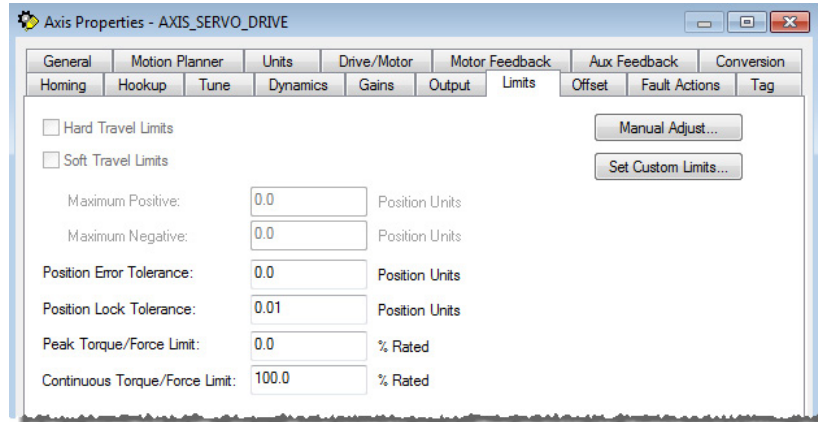 Axis Properties - AXIS_SERVO_DRIVE
General Motion Planner Units Drive/Motor Motor Feedback Aux Feedback Conversion
Homing Hookup Tune Dynamics Gains Output Limits Offset Fault Actions Tag
Hard Travel Limits Manual Adjust...
Soft Travel Limits Set Custom Limits...
Maximum Positive: 0.0 Position Units
Maximum Negative: 0.0 Position Units
Position Error Tolerance: 0.0 Position Units
Position Lock Tolerance: 0.01 Position Units
Peak Torque/Force Limit: 0.0 % Rated
Continuous Torque/Force Limit: 100.0 % Rated